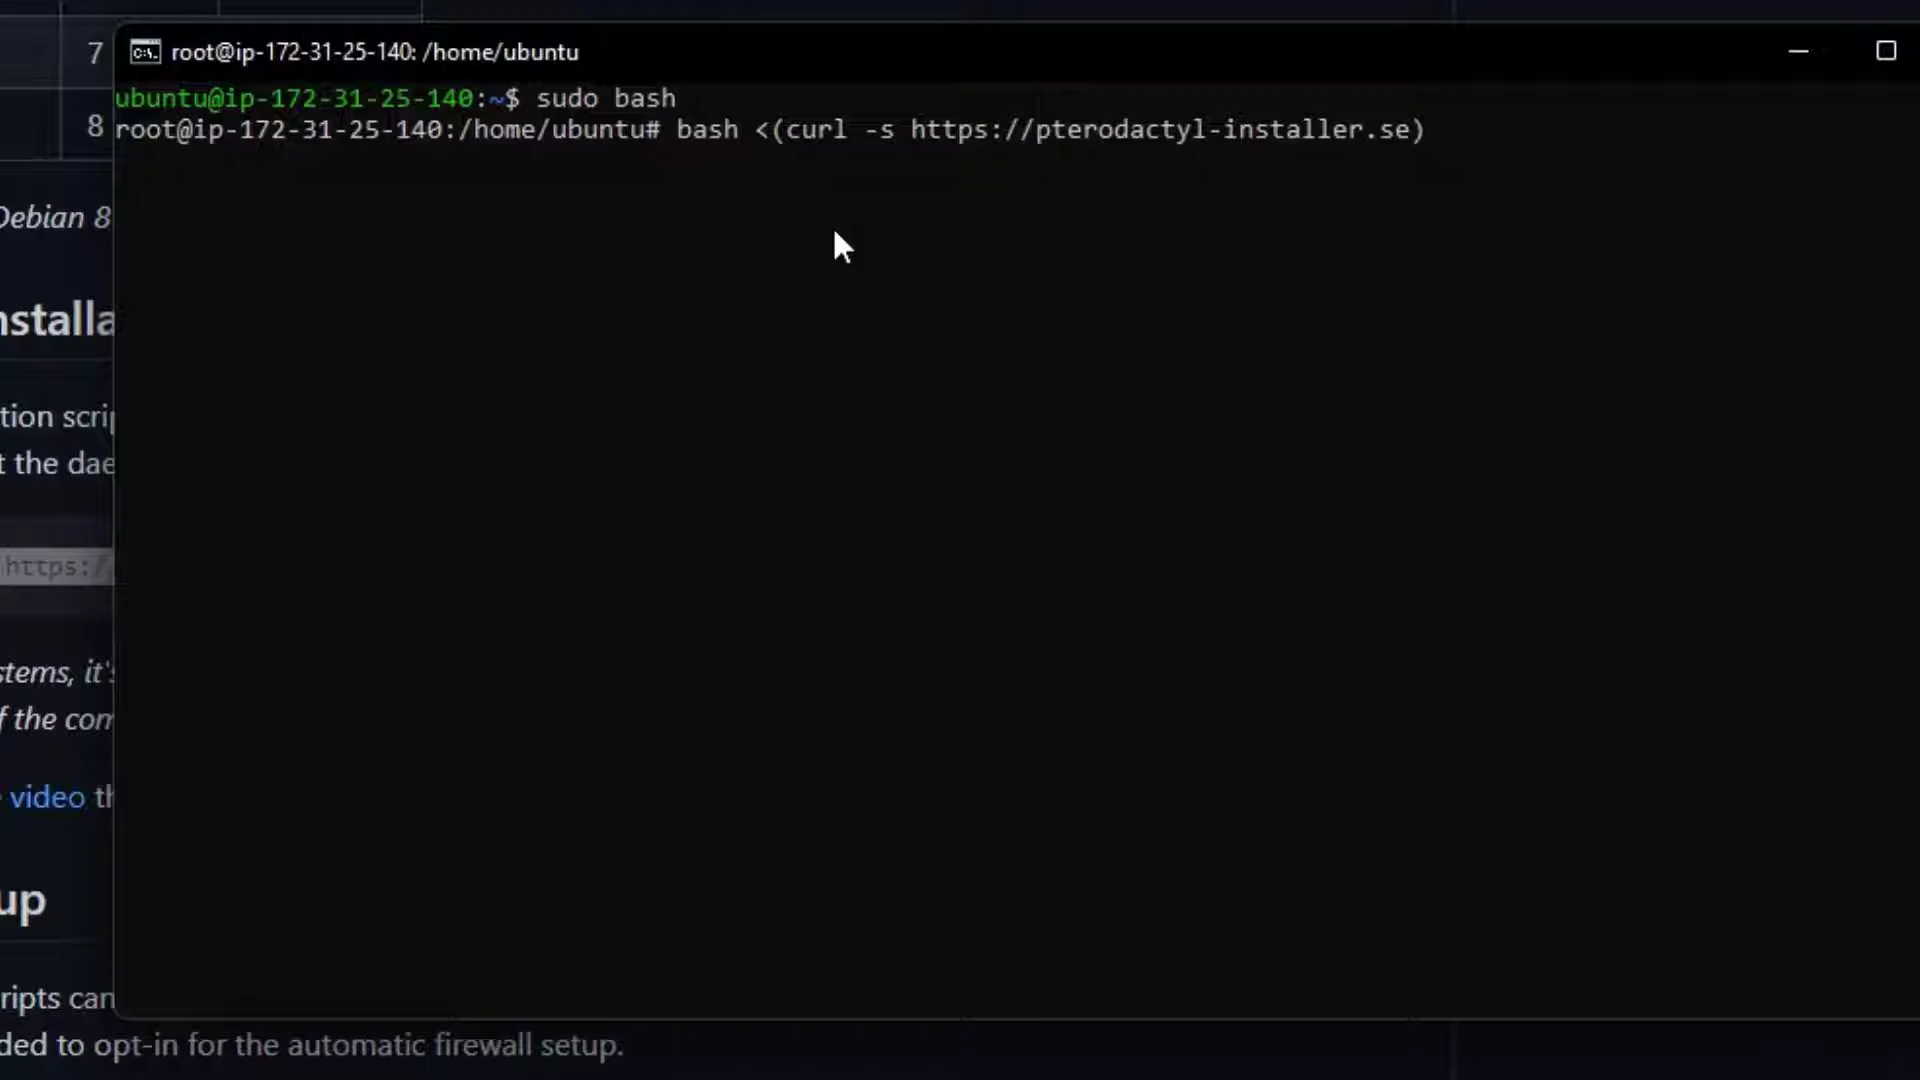 7
root@ip-172-31-25-140: /home/ubuntu
ubuntu@ip-172-31-25-140:~$ sudo bash
8
root@ip-172-31-25-140:/home/ubuntu# bash <(curl -s https://pterodactyl-installer.se)
Debian 8
nstalla
tion scrip
t the dae
https:/
stems, it's
f the com
video th
up
ripts can
ded to opt-in for the automatic firewall setup.